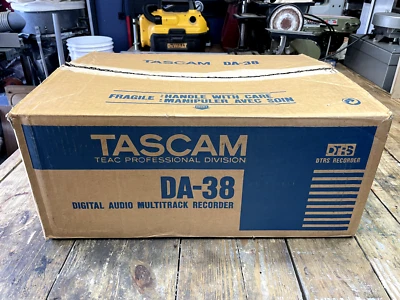 DEWALT
TASCAM DA-38
FRAGILE : HANDLE WITH CARE
: MANIPULER AVEC SOIN
TASCAM
TEAC PROFESSIONAL DIVISION
DTRS
DTRS RECORDER
DA-38
DIGITAL AUDIO MULTITRACK RECORDER